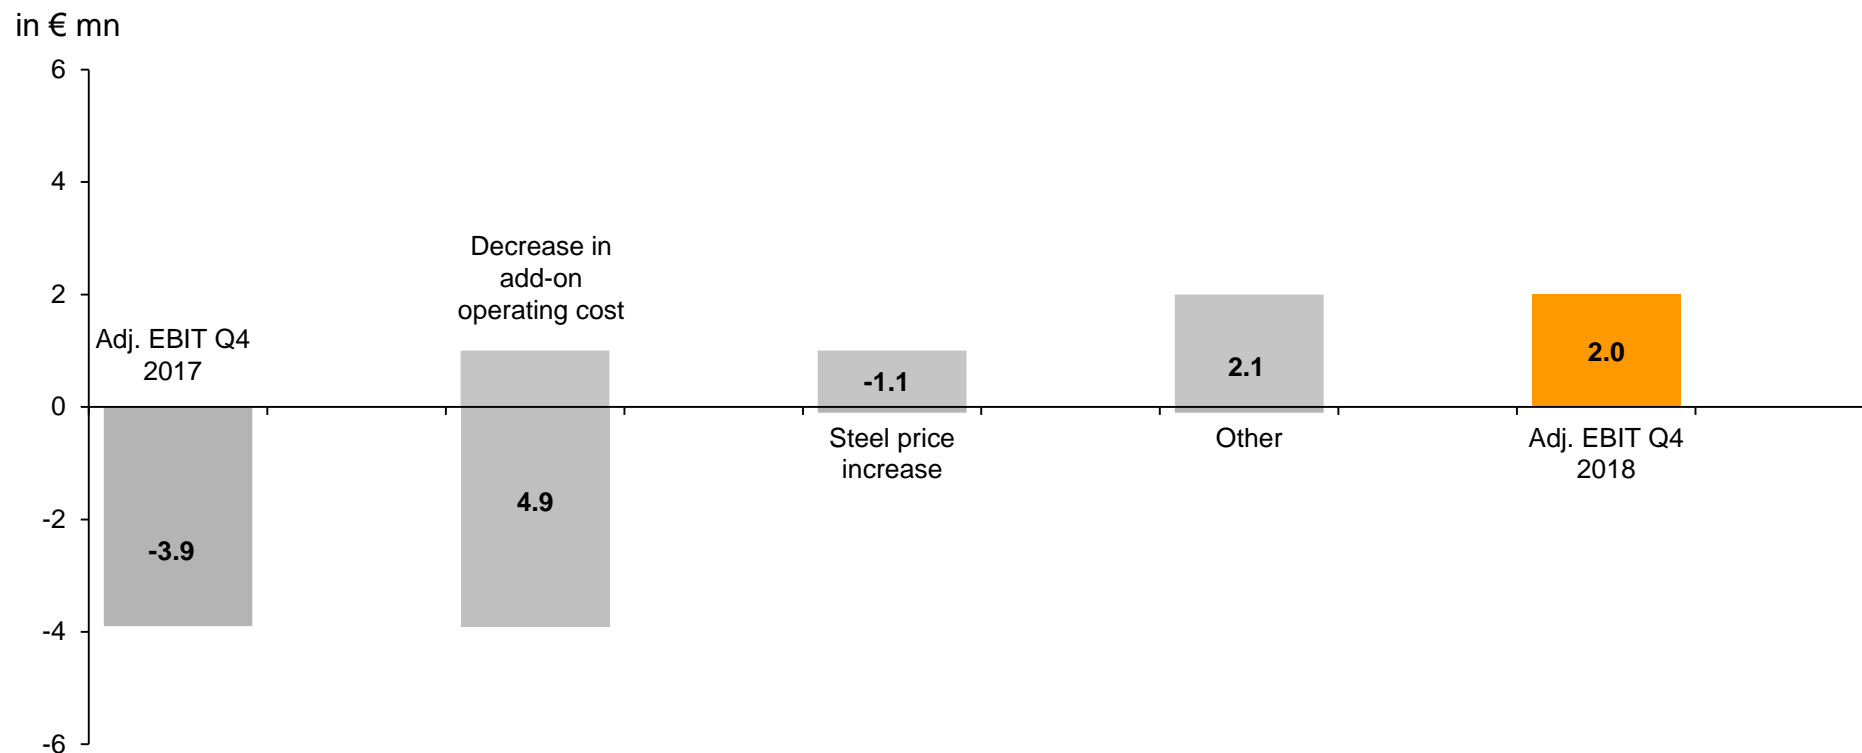 in € mn
6
4
2
0
-2
-4
-6
Adj. EBIT Q4
2017
-3.9
Decrease in
add-on
operating cost
4.9
-1.1
Steel price
increase
2.1
Other
2.0
Adj. EBIT Q4
2018